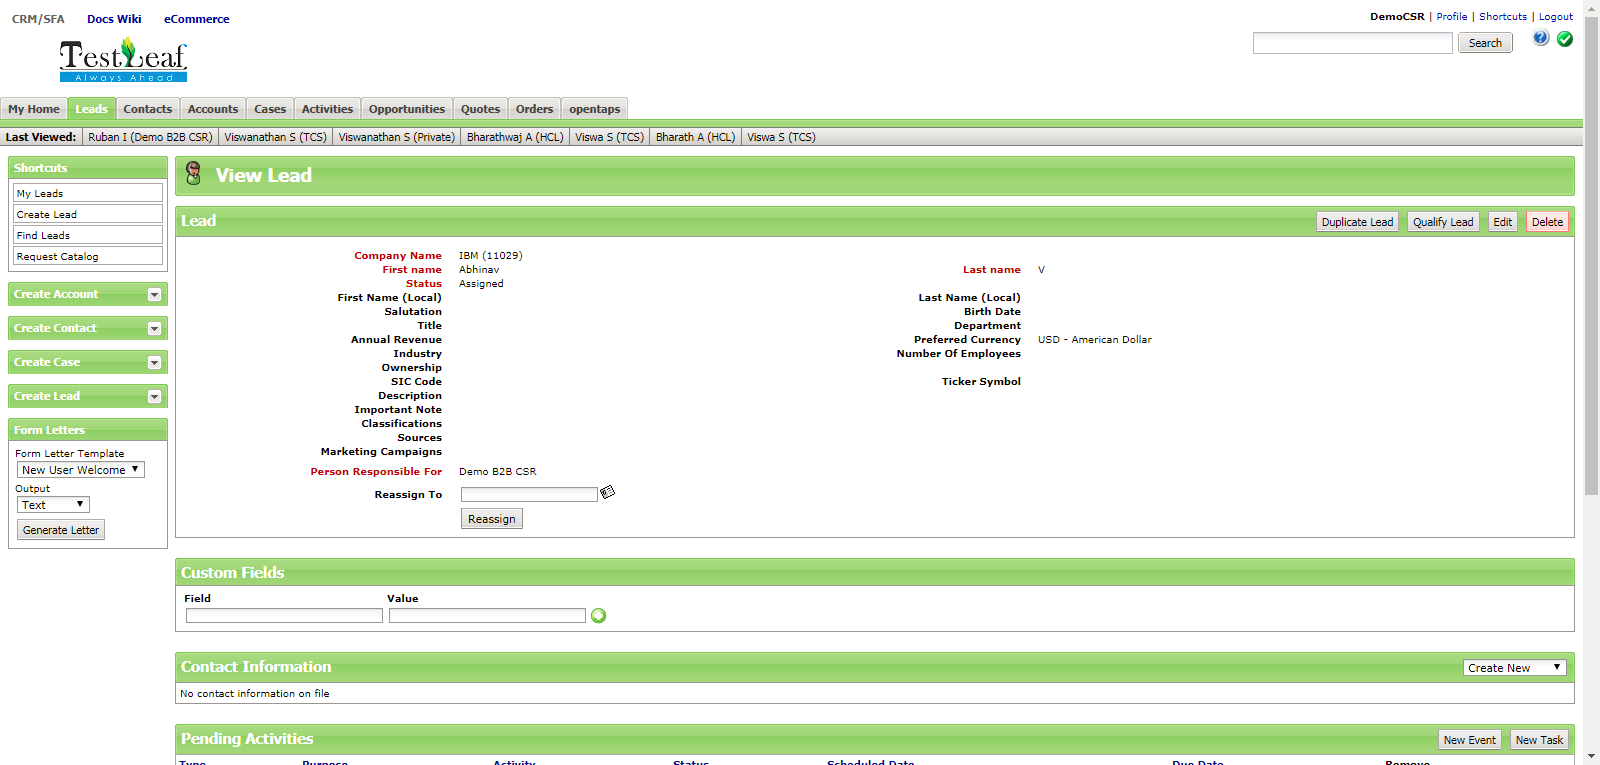 CRM/SFA Docs Wiki eCommerce
DemoCSR | Profile | Shortcuts | Logout
TestLeaf
Always Ahead
Search
My Home Leads Contacts Accounts Cases Activities Opportunities Quotes Orders opentaps
Last Viewed: Ruban I (Demo B2B CSR) Viswanathan S (TCS) Viswanathan S (Private) Bharathwaj A (HCL) Viswa S (TCS) Bharath A (HCL) Viswa S (TCS)
Shortcuts
My Leads
Create Lead
Find Leads
Request Catalog
Create Account
Create Contact
Create Case
Create Lead
Form Letters
Form Letter Template
New User Welcome
Output
Text
Generate Letter
View Lead
Lead Duplicate Lead Qualify Lead Edit Delete
Company Name IBM (11029)
First name Abhinav Last name V
Status Assigned
First Name (Local) Last Name (Local)
Salutation Birth Date
Title Department
Annual Revenue Preferred Currency USD - American Dollar
Industry Number Of Employees
Ownership
SIC Code Ticker Symbol
Description
Important Note
Classifications
Sources
Marketing Campaigns
Person Responsible For Demo B2B CSR
Reassign To
Reassign
Custom Fields
Field Value
Contact Information Create New
No contact information on file
Pending Activities New Event New Task
Type Purpose Activity Status Scheduled Date Due Date Remove